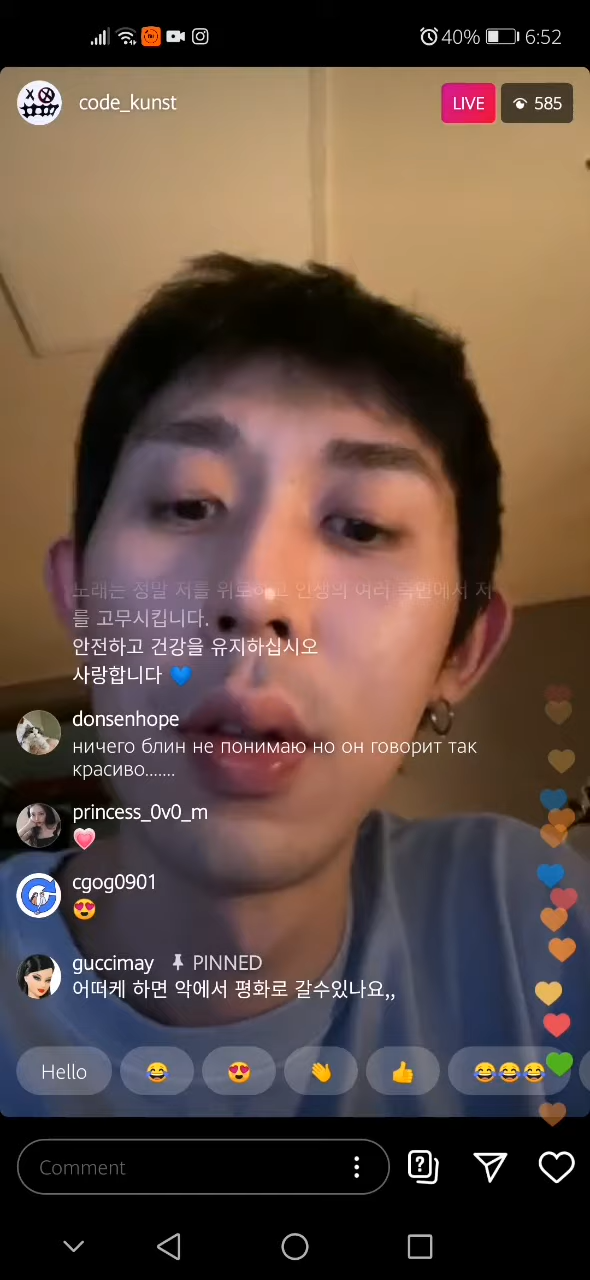 40% 6:52
code_kunst
LIVE 585
노래는 정말 저를 위로하고 인생의 여러 측면에서 저
를 고무시킵니다.
안전하고 건강을 유지하십시오
사랑합니다 💙
donsenhope
ничего блин не понимаю но он говорит так
красиво.......
princess_0v0_m
💗
cgog0901
😍
guccimay PINNED
어떠케 하면 악에서 평화로 갈수있나요,,
Hello 😂 😍 👋 👍 😂😂😂
Comment